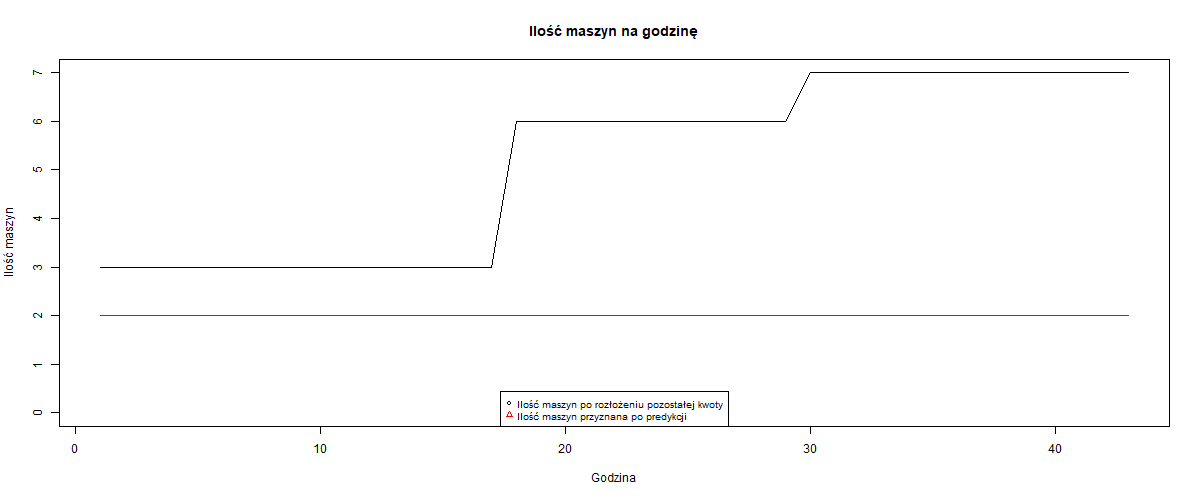 Ilość maszyn na godzinę
Ilość maszyn
7
6
5
4
3
2
1
0
Ilość maszyn po rozłożeniu pozostałej kwoty
Ilość maszyn przyznana po predykcji
0 10 20 30 40
Godzina